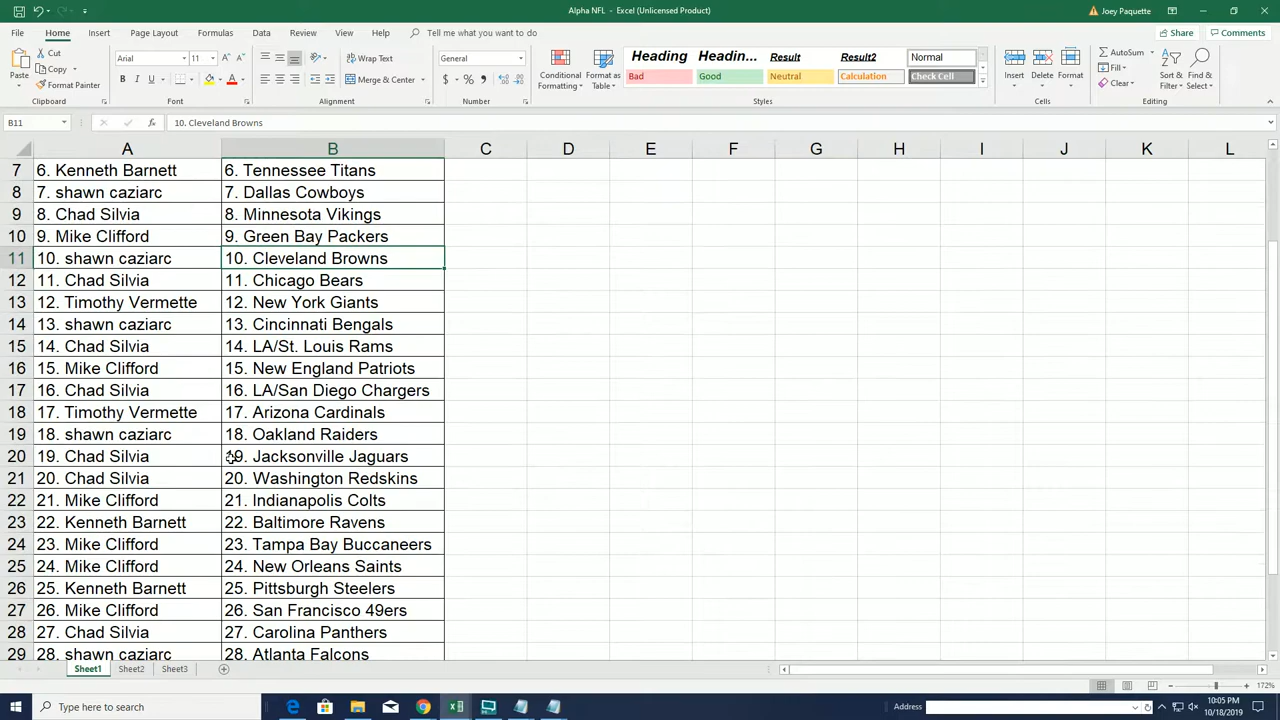 Alpha NFL - Excel (Unlicensed Product)
Joey Paquette
File Home Insert Page Layout Formulas Data Review View Help Tell me what you want to do
Share Comments
Paste
Cut
Copy
Format Painter
Clipboard
Arial 11
B I U
Font
Wrap Text
Merge & Center
Alignment
General
$ % ,
Number
Conditional Formatting
Format as Table
Heading Headin... Result Result2 Normal
Bad Good Neutral Calculation Check Cell
Styles
Insert Delete Format
Cells
AutoSum
Fill
Clear
Sort & Filter
Find & Select
Editing
B11 fx 10. Cleveland Browns
A B C D E F G H I J K L
7 6. Kenneth Barnett 6. Tennessee Titans
8 7. shawn caziarc 7. Dallas Cowboys
9 8. Chad Silvia 8. Minnesota Vikings
10 9. Mike Clifford 9. Green Bay Packers
11 10. shawn caziarc 10. Cleveland Browns
12 11. Chad Silvia 11. Chicago Bears
13 12. Timothy Vermette 12. New York Giants
14 13. shawn caziarc 13. Cincinnati Bengals
15 14. Chad Silvia 14. LA/St. Louis Rams
16 15. Mike Clifford 15. New England Patriots
17 16. Chad Silvia 16. LA/San Diego Chargers
18 17. Timothy Vermette 17. Arizona Cardinals
19 18. shawn caziarc 18. Oakland Raiders
20 19. Chad Silvia 19. Jacksonville Jaguars
21 20. Chad Silvia 20. Washington Redskins
22 21. Mike Clifford 21. Indianapolis Colts
23 22. Kenneth Barnett 22. Baltimore Ravens
24 23. Mike Clifford 23. Tampa Bay Buccaneers
25 24. Mike Clifford 24. New Orleans Saints
26 25. Kenneth Barnett 25. Pittsburgh Steelers
27 26. Mike Clifford 26. San Francisco 49ers
28 27. Chad Silvia 27. Carolina Panthers
29 28. shawn caziarc 28. Atlanta Falcons
Sheet1 Sheet2 Sheet3
172%
Type here to search
Address
10:05 PM
10/18/2019